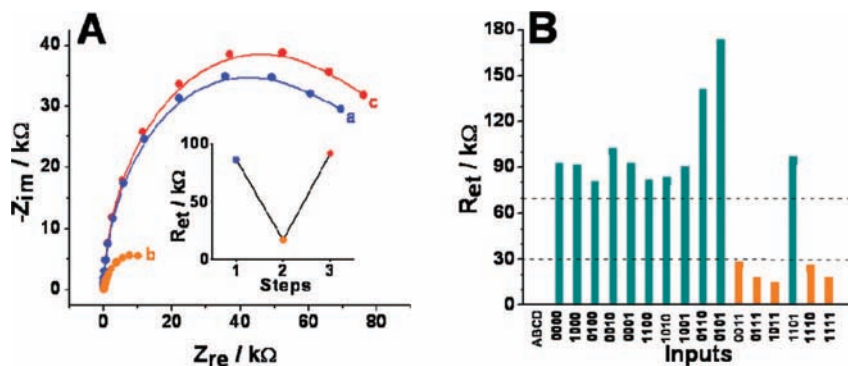 A
-Zim / kΩ
-40
30
20
10
0
0 20 40 60 80
Zre / kΩ
a
b
c
Ret / kΩ
100
50
0
1 2 3
Steps
B
Ret / kΩ
180
150
120
90
60
30
0
ABCD
0000
1000
0100
0010
0001
1100
1010
1001
0110
0101
0011
0111
1011
1101
1110
1111
Inputs